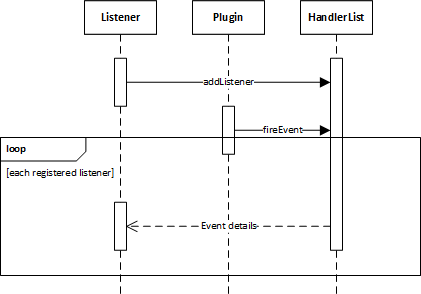 Listener
Plugin
HandlerList
addListener
fireEvent
loop
[each registered listener]
Event details